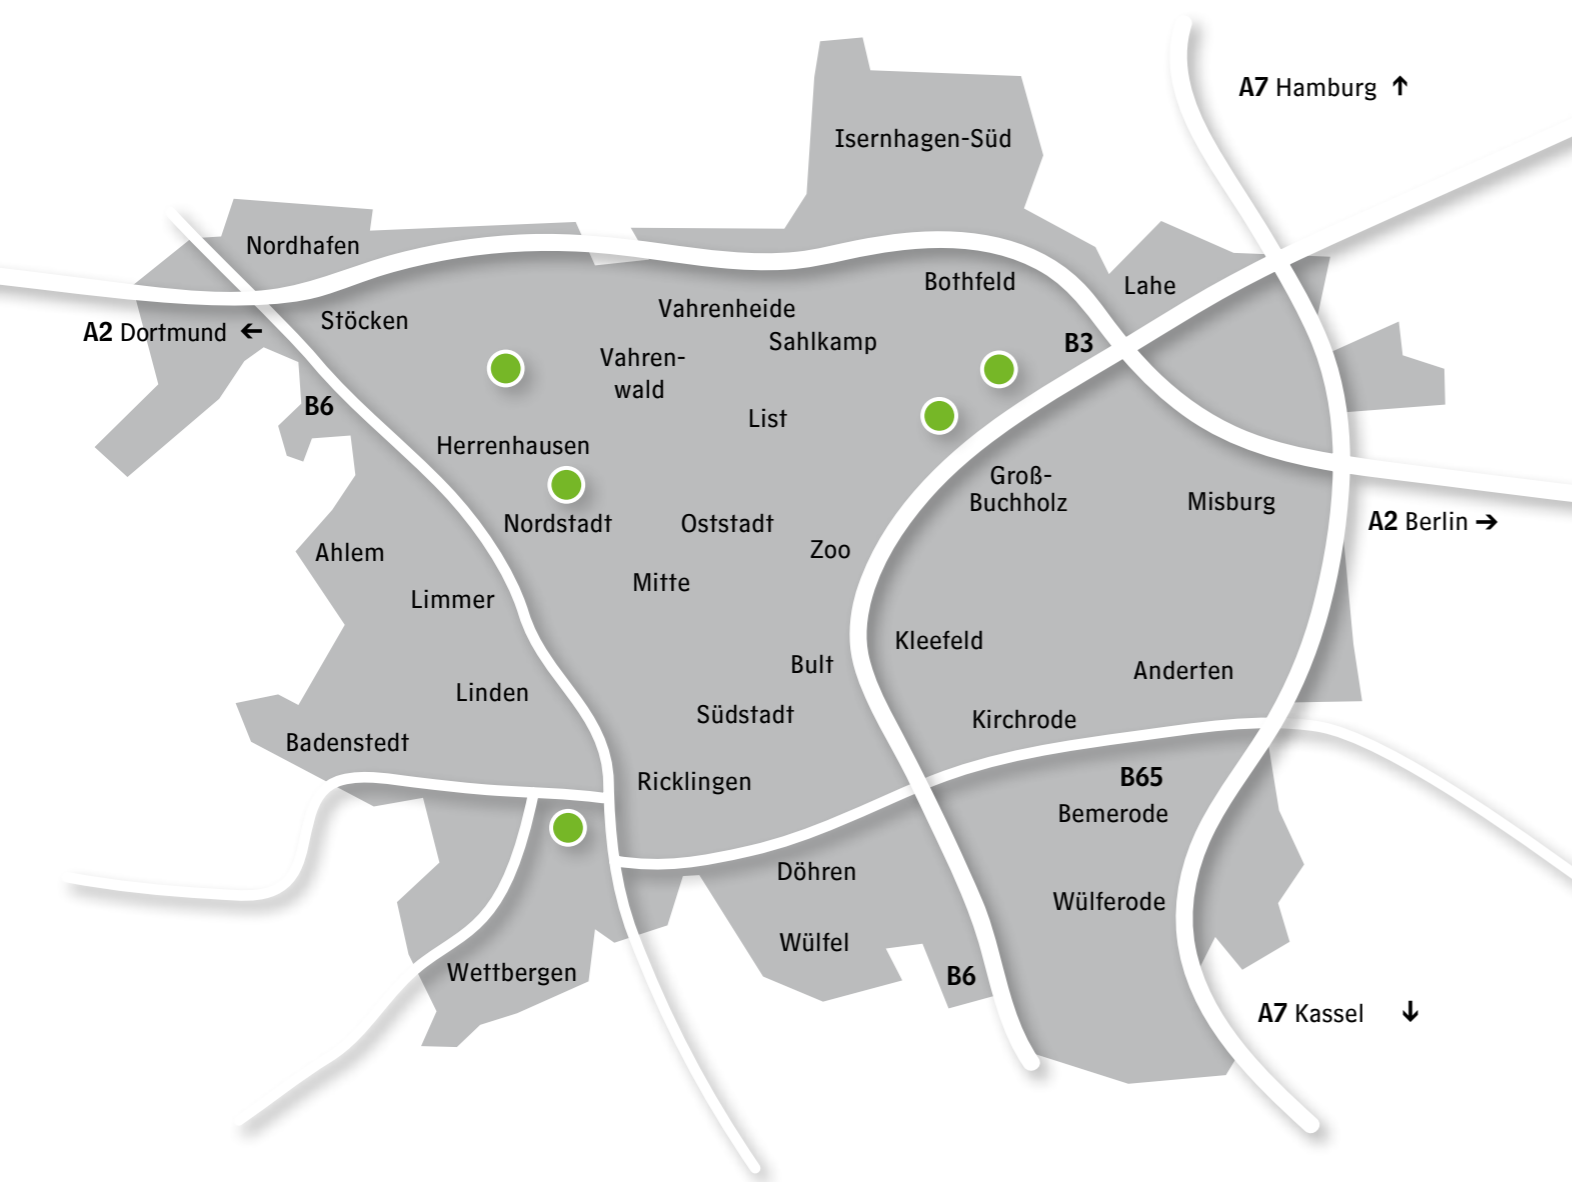 A7 Hamburg ↑
Isernhagen-Süd
Nordhafen
Bothfeld
Lahe
Vahrenheide
Stöcken
A2 Dortmund ←
Sahlkamp
B3
Vahren-
wald
B6
List
Herrenhausen
Groß-
Buchholz
Misburg
A2 Berlin →
Nordstadt
Oststadt
Zoo
Ahlem
Mitte
Limmer
Kleefeld
Bult
Anderten
Linden
Südstadt
Kirchrode
Badenstedt
Ricklingen
B65
Bemerode
Döhren
Wülferode
Wülfel
Wettbergen
B6
A7 Kassel ↓